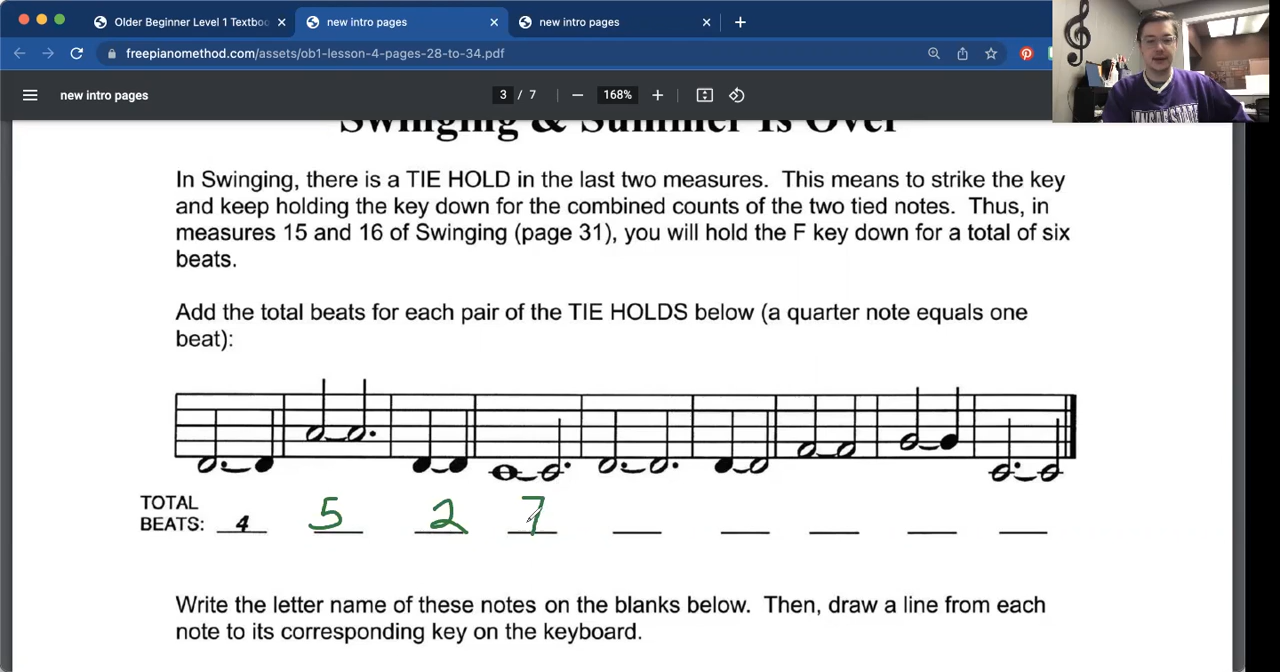 Older Beginner Level 1 Textboo
new intro pages
new intro pages
freepianomethod.com/assets/ob1-lesson-4-pages-28-to-34.pdf
new intro pages
3 / 7
168%
Swinging & Summer Is Over
In Swinging, there is a TIE HOLD in the last two measures. This means to strike the key
and keep holding the key down for the combined counts of the two tied notes. Thus, in
measures 15 and 16 of Swinging (page 31), you will hold the F key down for a total of six
beats.
Add the total beats for each pair of the TIE HOLDS below (a quarter note equals one
beat):
TOTAL
BEATS: 4 5 2 7
Write the letter name of these notes on the blanks below. Then, draw a line from each
note to its corresponding key on the keyboard.